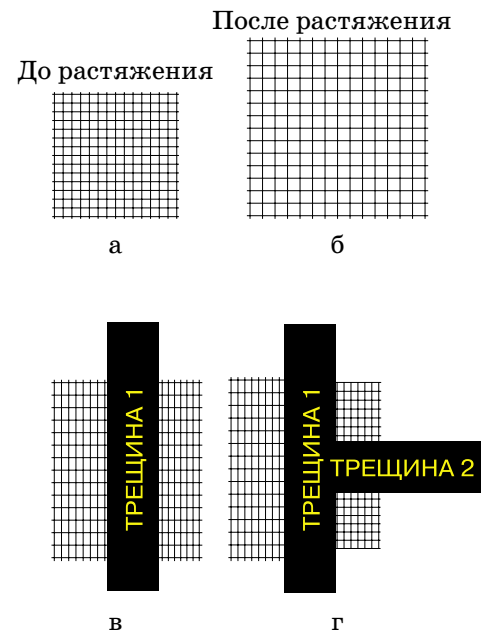 После растяжения
До растяжения
а
б
ТРЕЩИНА 1
ТРЕЩИНА 1
ТРЕЩИНА 2
в
г